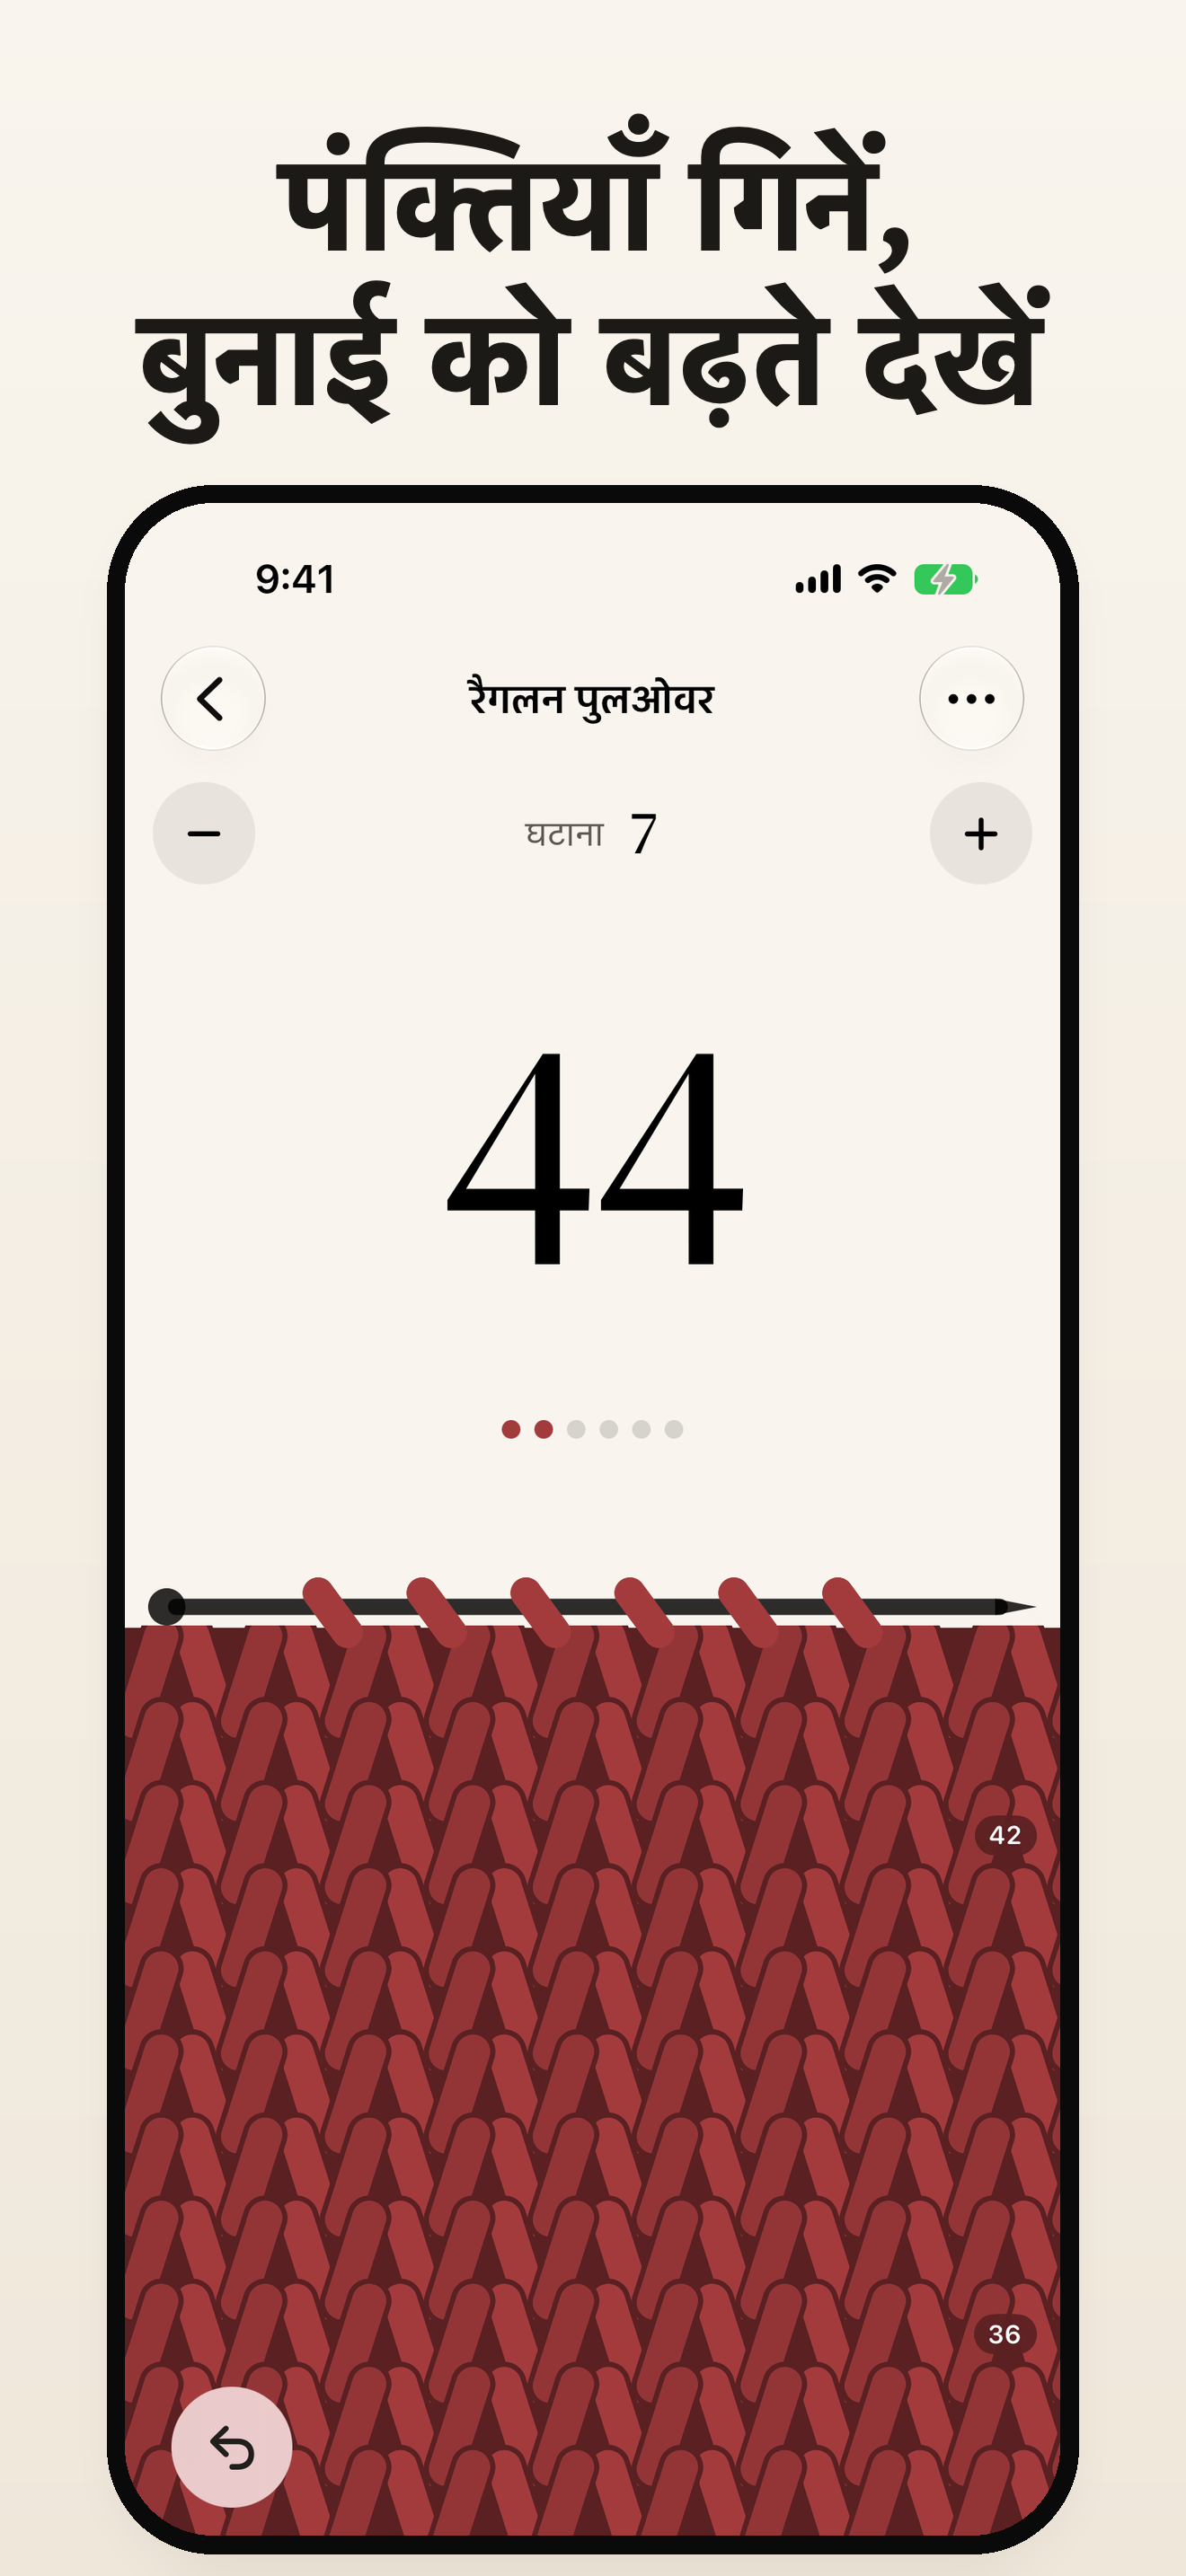 पंक्तियाँ गिनें,
बुनाई को बढ़ते देखें
9:41
रैगलन पुलओवर
घटाना 7
44
42
36